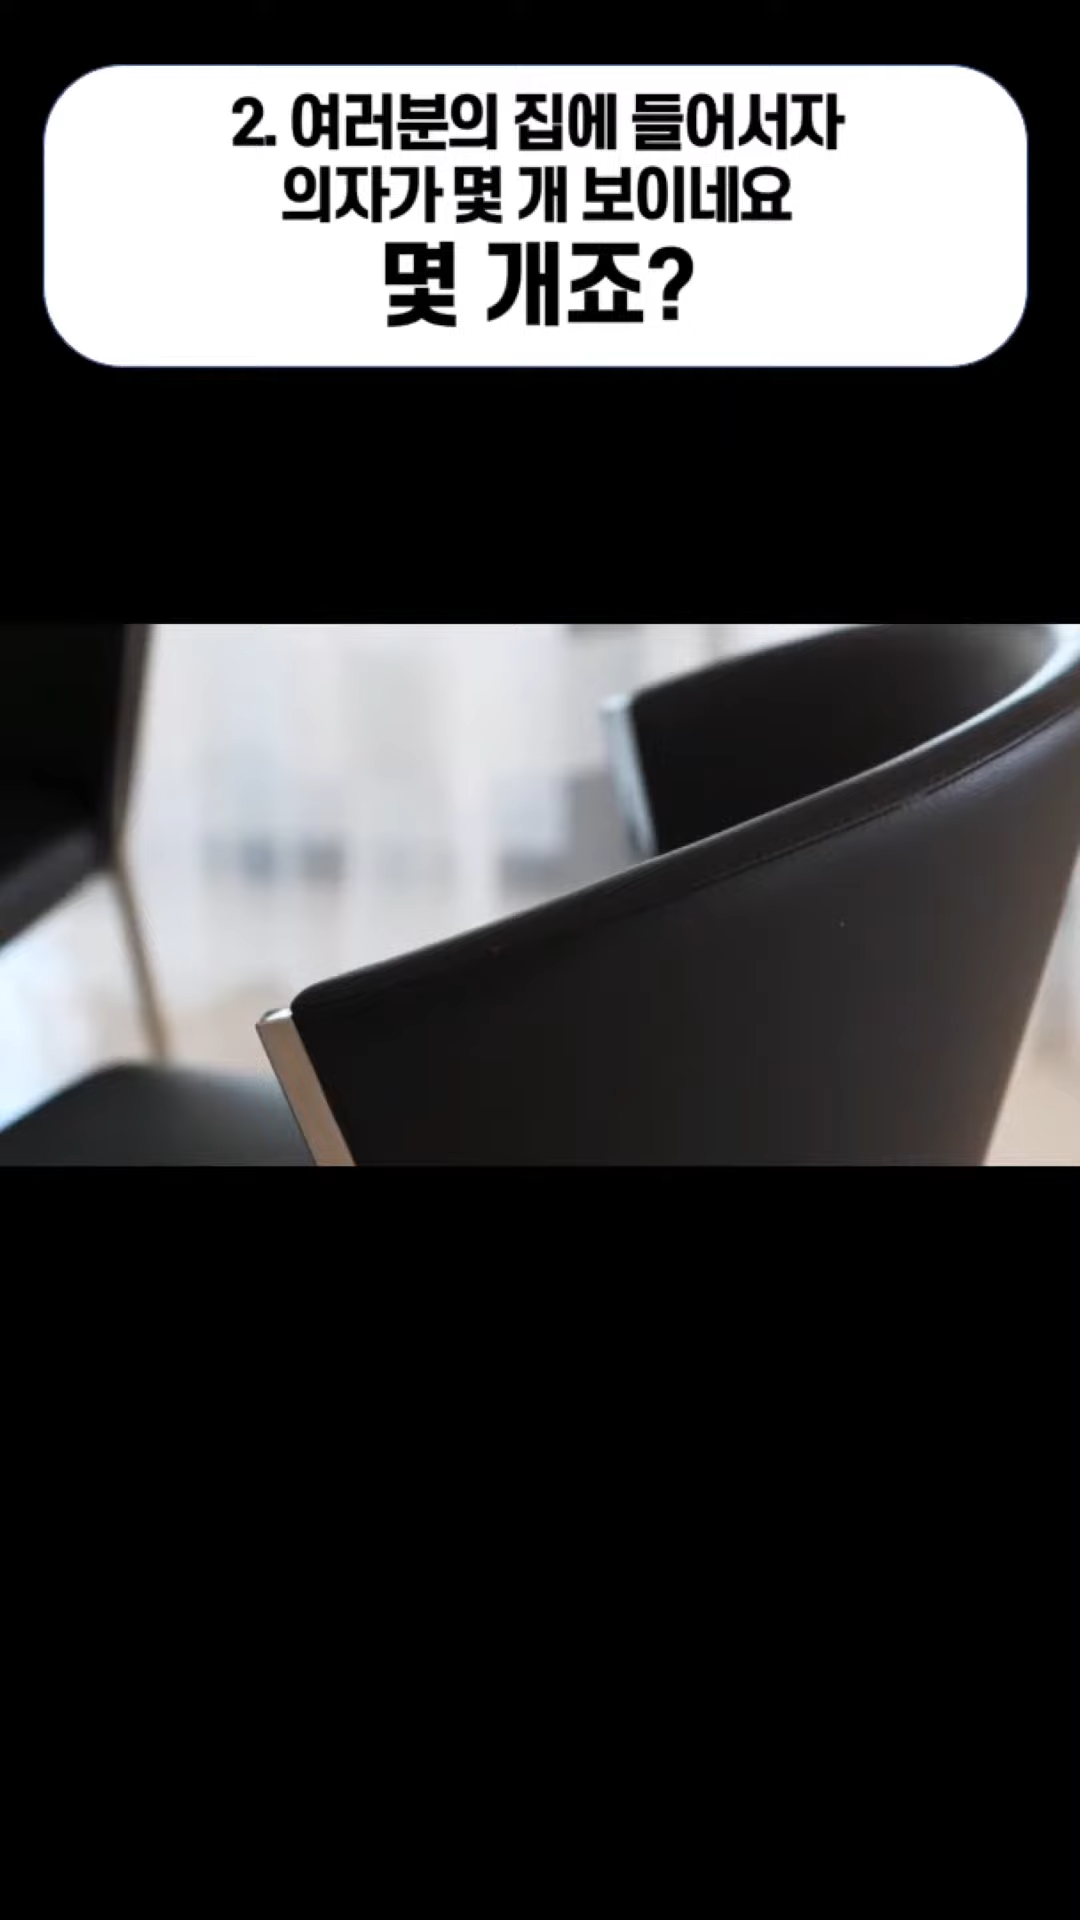 2. 여러분의 집에 들어서자
의자가 몇 개 보이네요
몇 개죠?